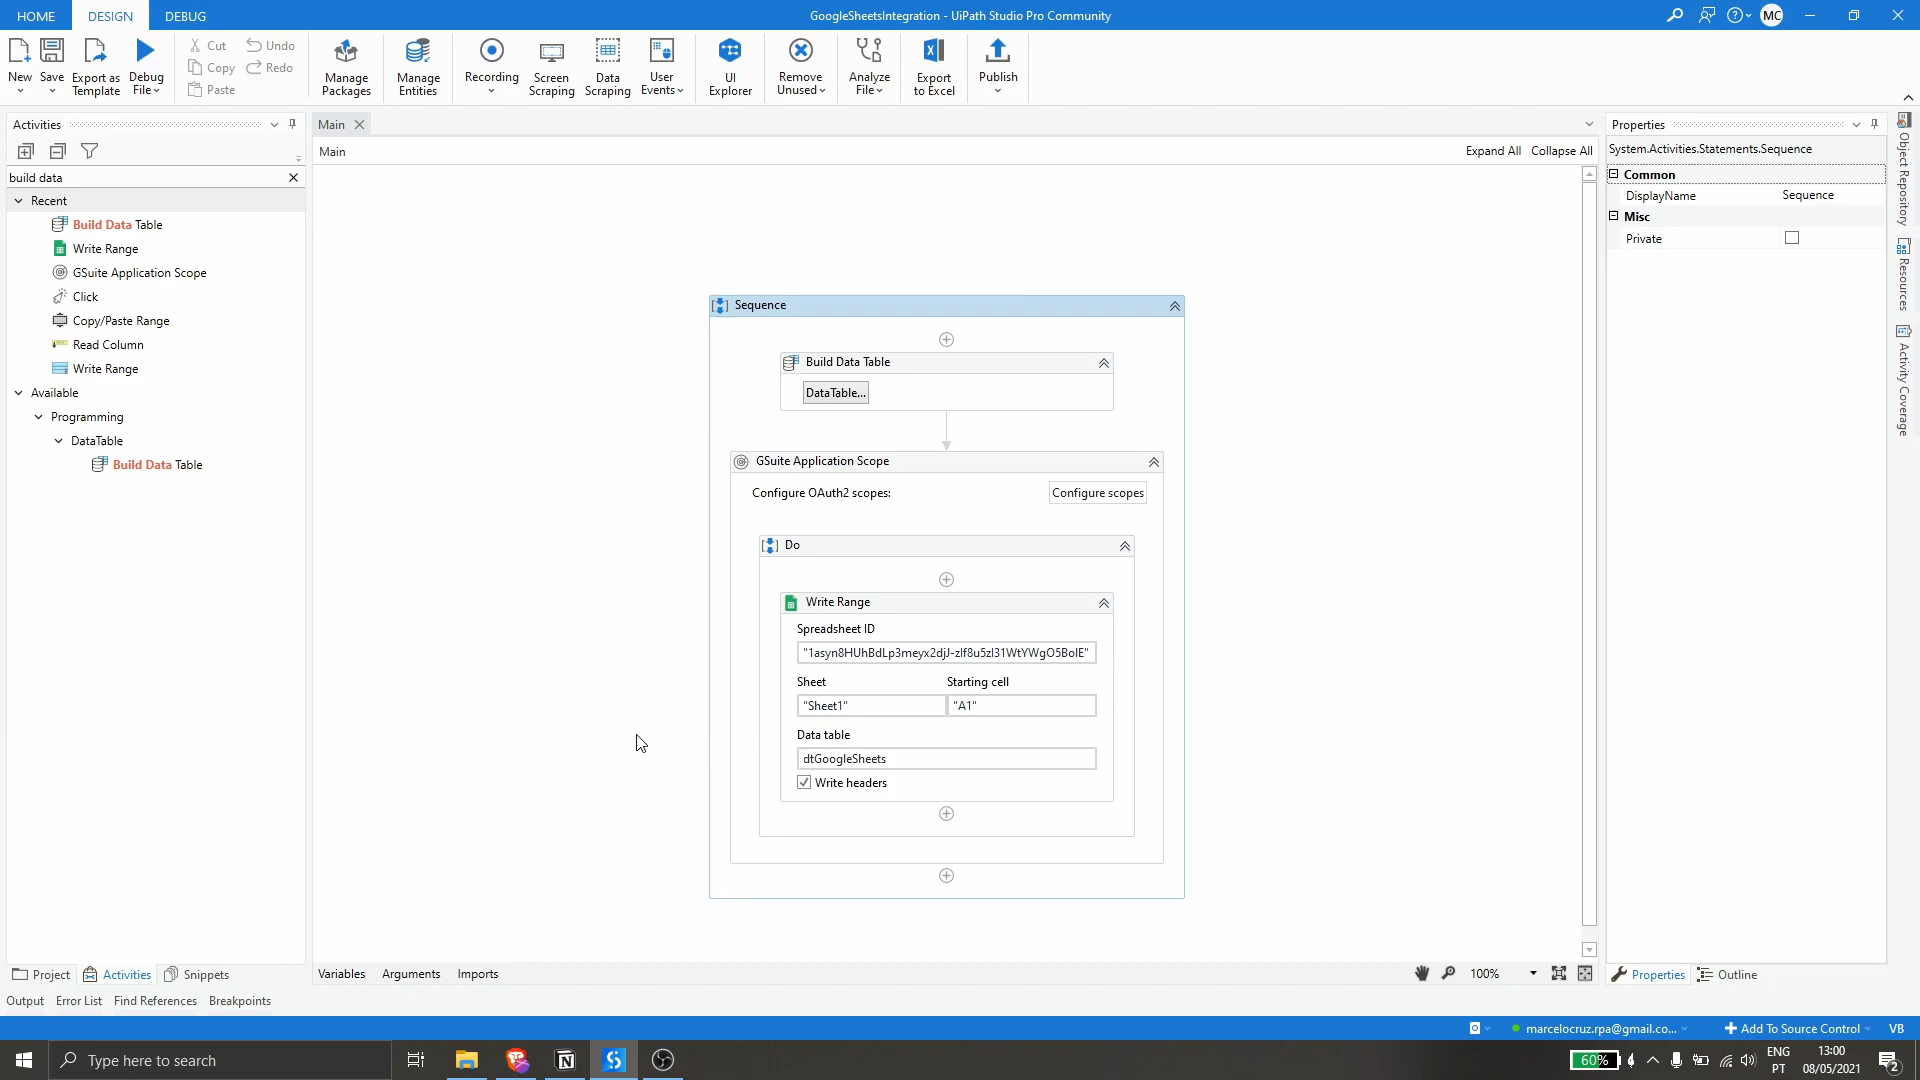 HOME DESIGN DEBUG
GoogleSheetsIntegration - UiPath Studio Pro Community
MC
New
Save
Export as Template
Debug File
Cut
Copy
Paste
Undo
Redo
Manage Packages
Manage Entities
Recording
Screen Scraping
Data Scraping
User Events
UI Explorer
Remove Unused
Analyze File
Export to Excel
Publish
Activities
build data
Recent
Build Data Table
Write Range
GSuite Application Scope
Click
Copy/Paste Range
Read Column
Write Range
Available
Programming
DataTable
Build Data Table
Project Activities Snippets
Main
Main
Expand All Collapse All
Sequence
Build Data Table
DataTable...
GSuite Application Scope
Configure OAuth2 scopes:
Configure scopes
Do
Write Range
Spreadsheet ID
"1asyn8HUhBdLp3meyx2djJ-zlf8u5zl31WtYWgO5BoIE"
Sheet Starting cell
"Sheet1" "A1"
Data table
dtGoogleSheets
Write headers
Variables Arguments Imports
100%
Properties
System.Activities.Statements.Sequence
Common
DisplayName Sequence
Misc
Private
Properties Outline
Object Repository
Resources
Activity Coverage
Output Error List Find References Breakpoints
marcelocruz.rpa@gmail.co...
Add To Source Control
VB
Type here to search
60%
ENG
PT
13:00
08/05/2021
2